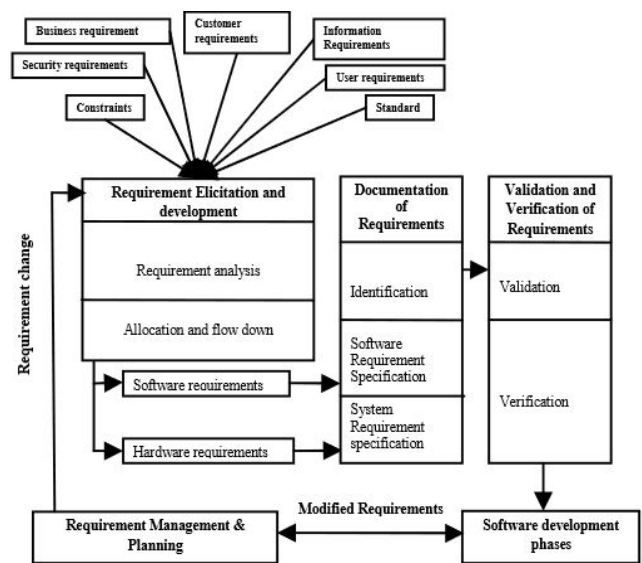 Business requirement
Customer
requirements
Information
Requirements
Security requirements
User requirements
Constraints
Standard
Requirement Elicitation and
development
Requirement analysis
Allocation and flow down
Software requirements
Hardware requirements
Documentation
of
Requirements
Identification
Software
Requirement
Specification
System
Requirement
specification
Validation and
Verification of
Requirements
Validation
Verification
Requirement change
Requirement Management &
Planning
Modified Requirements
Software development
phases